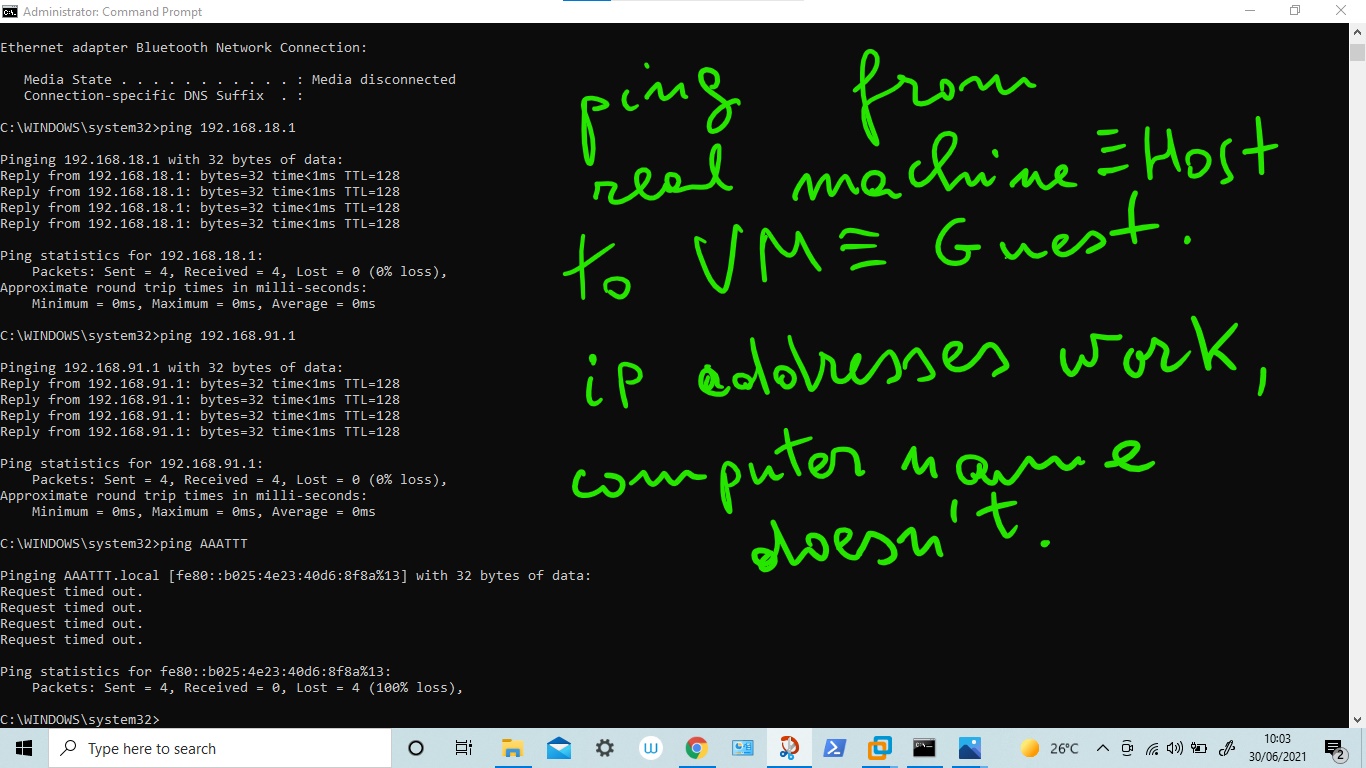 Administrator: Command Prompt
Ethernet adapter Bluetooth Network Connection:
Media State . . . . . . . . . . . : Media disconnected
Connection-specific DNS Suffix  . :
C:\WINDOWS\system32>ping 192.168.18.1
Pinging 192.168.18.1 with 32 bytes of data:
Reply from 192.168.18.1: bytes=32 time<1ms TTL=128
Reply from 192.168.18.1: bytes=32 time<1ms TTL=128
Reply from 192.168.18.1: bytes=32 time<1ms TTL=128
Reply from 192.168.18.1: bytes=32 time<1ms TTL=128
Ping statistics for 192.168.18.1:
Packets: Sent = 4, Received = 4, Lost = 0 (0% loss),
Approximate round trip times in milli-seconds:
Minimum = 0ms, Maximum = 0ms, Average = 0ms
C:\WINDOWS\system32>ping 192.168.91.1
Pinging 192.168.91.1 with 32 bytes of data:
Reply from 192.168.91.1: bytes=32 time<1ms TTL=128
Reply from 192.168.91.1: bytes=32 time<1ms TTL=128
Reply from 192.168.91.1: bytes=32 time<1ms TTL=128
Reply from 192.168.91.1: bytes=32 time<1ms TTL=128
Ping statistics for 192.168.91.1:
Packets: Sent = 4, Received = 4, Lost = 0 (0% loss),
Approximate round trip times in milli-seconds:
Minimum = 0ms, Maximum = 0ms, Average = 0ms
C:\WINDOWS\system32>ping AAATTT
Pinging AAATTT.local [fe80::b025:4e23:40d6:8f8a%13] with 32 bytes of data:
Request timed out.
Request timed out.
Request timed out.
Request timed out.
Ping statistics for fe80::b025:4e23:40d6:8f8a%13:
Packets: Sent = 4, Received = 0, Lost = 4 (100% loss),
C:\WINDOWS\system32>
ping from
real machine ≡ Host
to VM ≡ Guest.
ip addresses work,
computer name
doesn't.
Type here to search
26°C
10:03
30/06/2021
2